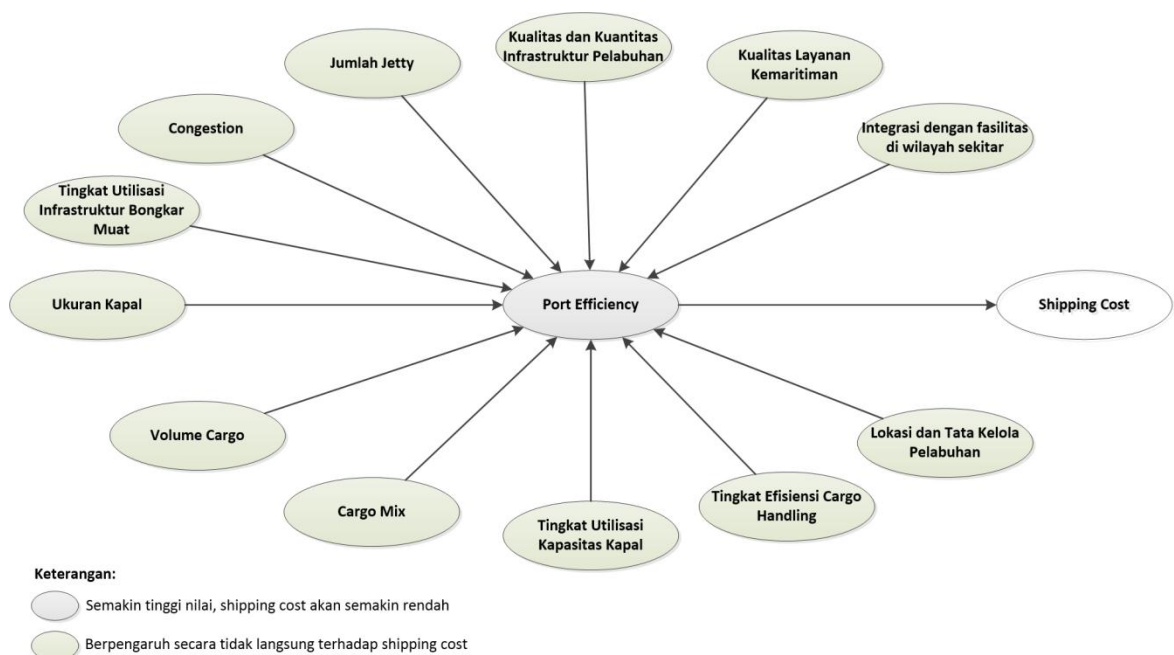 Kualitas dan Kuantitas
Infrastruktur Pelabuhan
Jumlah Jetty
Kualitas Layanan
Kemaritiman
Congestion
Integrasi dengan fasilitas
di wilayah sekitar
Tingkat Utilisasi
Infrastruktur Bongkar
Muat
Ukuran Kapal
Port Efficiency
Shipping Cost
Volume Cargo
Lokasi dan Tata Kelola
Pelabuhan
Cargo Mix
Tingkat Utilisasi
Kapasitas Kapal
Tingkat Efisiensi Cargo
Handling
Keterangan:
Semakin tinggi nilai, shipping cost akan semakin rendah
Berpengaruh secara tidak langsung terhadap shipping cost